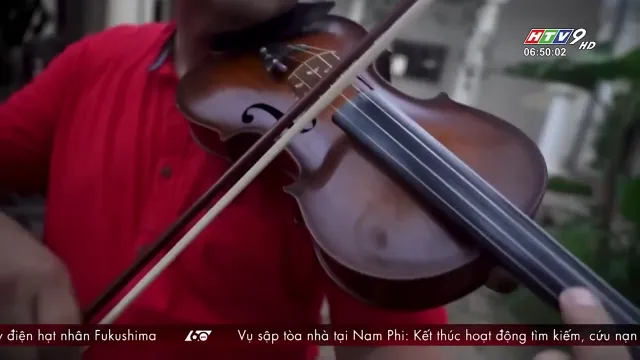 HTV9 HD
06:50:02
y điện hạt nhân Fukushima 60 Vụ sập tòa nhà tại Nam Phi: Kết thúc hoạt động tìm kiếm, cứu nạn